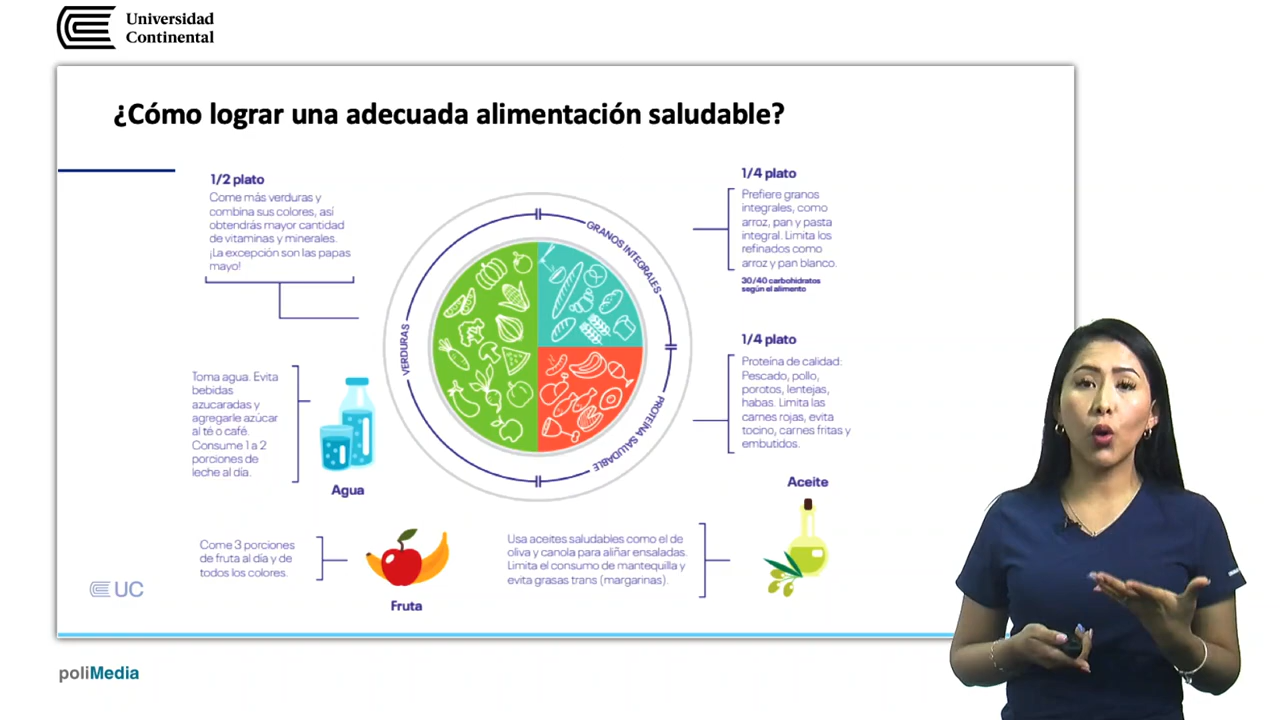 Universidad
Continental
¿Cómo lograr una adecuada alimentación saludable?
1/2 plato
Come más verduras y
combina sus colores, así
obtendrás mayor cantidad
de vitaminas y minerales.
¡La excepción son las papas
mayo!
1/4 plato
Prefiere granos
integrales, como
arroz, pan y pasta
integral. Limita los
refinados como
arroz y pan blanco.
30/40 carbohidratos
según el alimento
VERDURAS
GRANOS INTEGRALES
PROTEÍNA SALUDABLE
1/4 plato
Proteína de calidad:
Pescado, pollo,
porotos, lentejas,
habas. Limita las
carnes rojas, evita
tocino, carnes fritas y
embutidos.
Toma agua. Evita
bebidas
azucaradas y
agregarle azúcar
al té o café.
Consume 1 a 2
porciones de
leche al día.
Agua
Aceite
Come 3 porciones
de fruta al día y de
todos los colores.
Fruta
Usa aceites saludables como el de
oliva y canola para aliñar ensaladas.
Limita el consumo de mantequilla y
evita grasas trans (margarinas).
UC
poliMedia